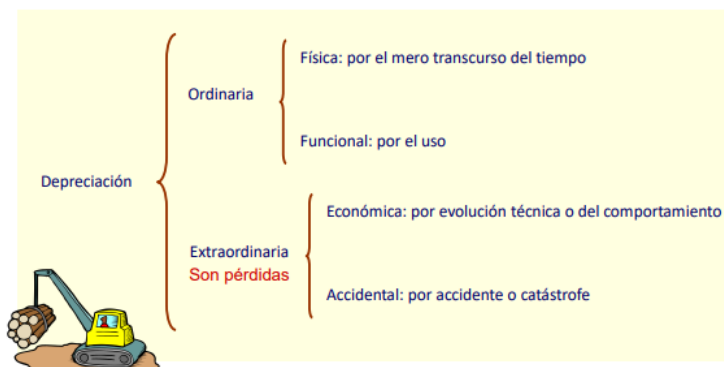 Depreciación
Ordinaria
Física: por el mero transcurso del tiempo
Funcional: por el uso
Extraordinaria
Son pérdidas
Económica: por evolución técnica o del comportamiento
Accidental: por accidente o catástrofe